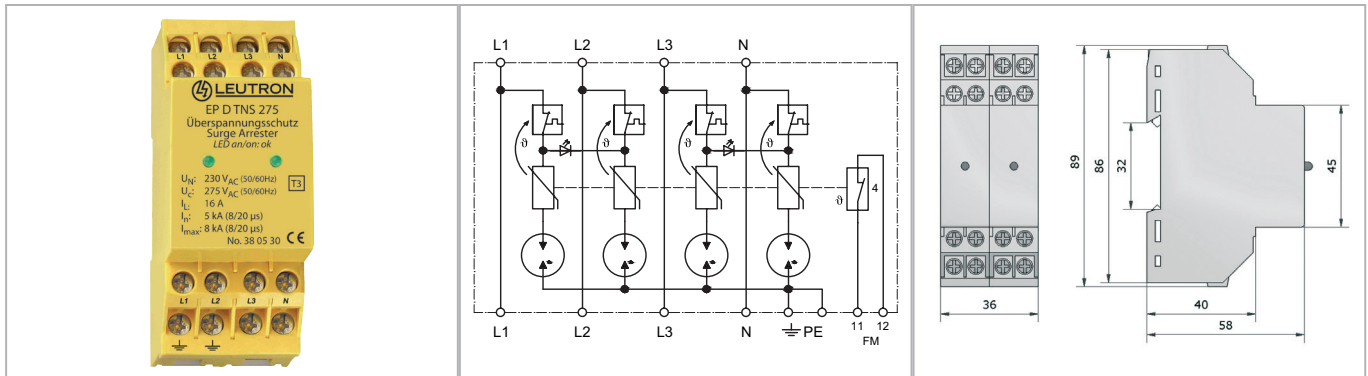 L1 L2 L3 N
LEUTRON
EP D TNS 275
Überspannungsschutz
Surge Arrester
LED an/on: ok
UN: 230 VAC (50/60Hz)
T3
UC: 275 VAC (50/60Hz)
IL: 16 A
In: 5 kA (8/20 µs)
Imax: 8 kA (8/20 µs)
No. 38 05 30 CE
L1 L2 L3 N
L1 L2 L3 N
ϑ ϑ ϑ ϑ
4
ϑ
L1 L2 L3 N PE 11 12
FM
89
86
32
45
36
40
58